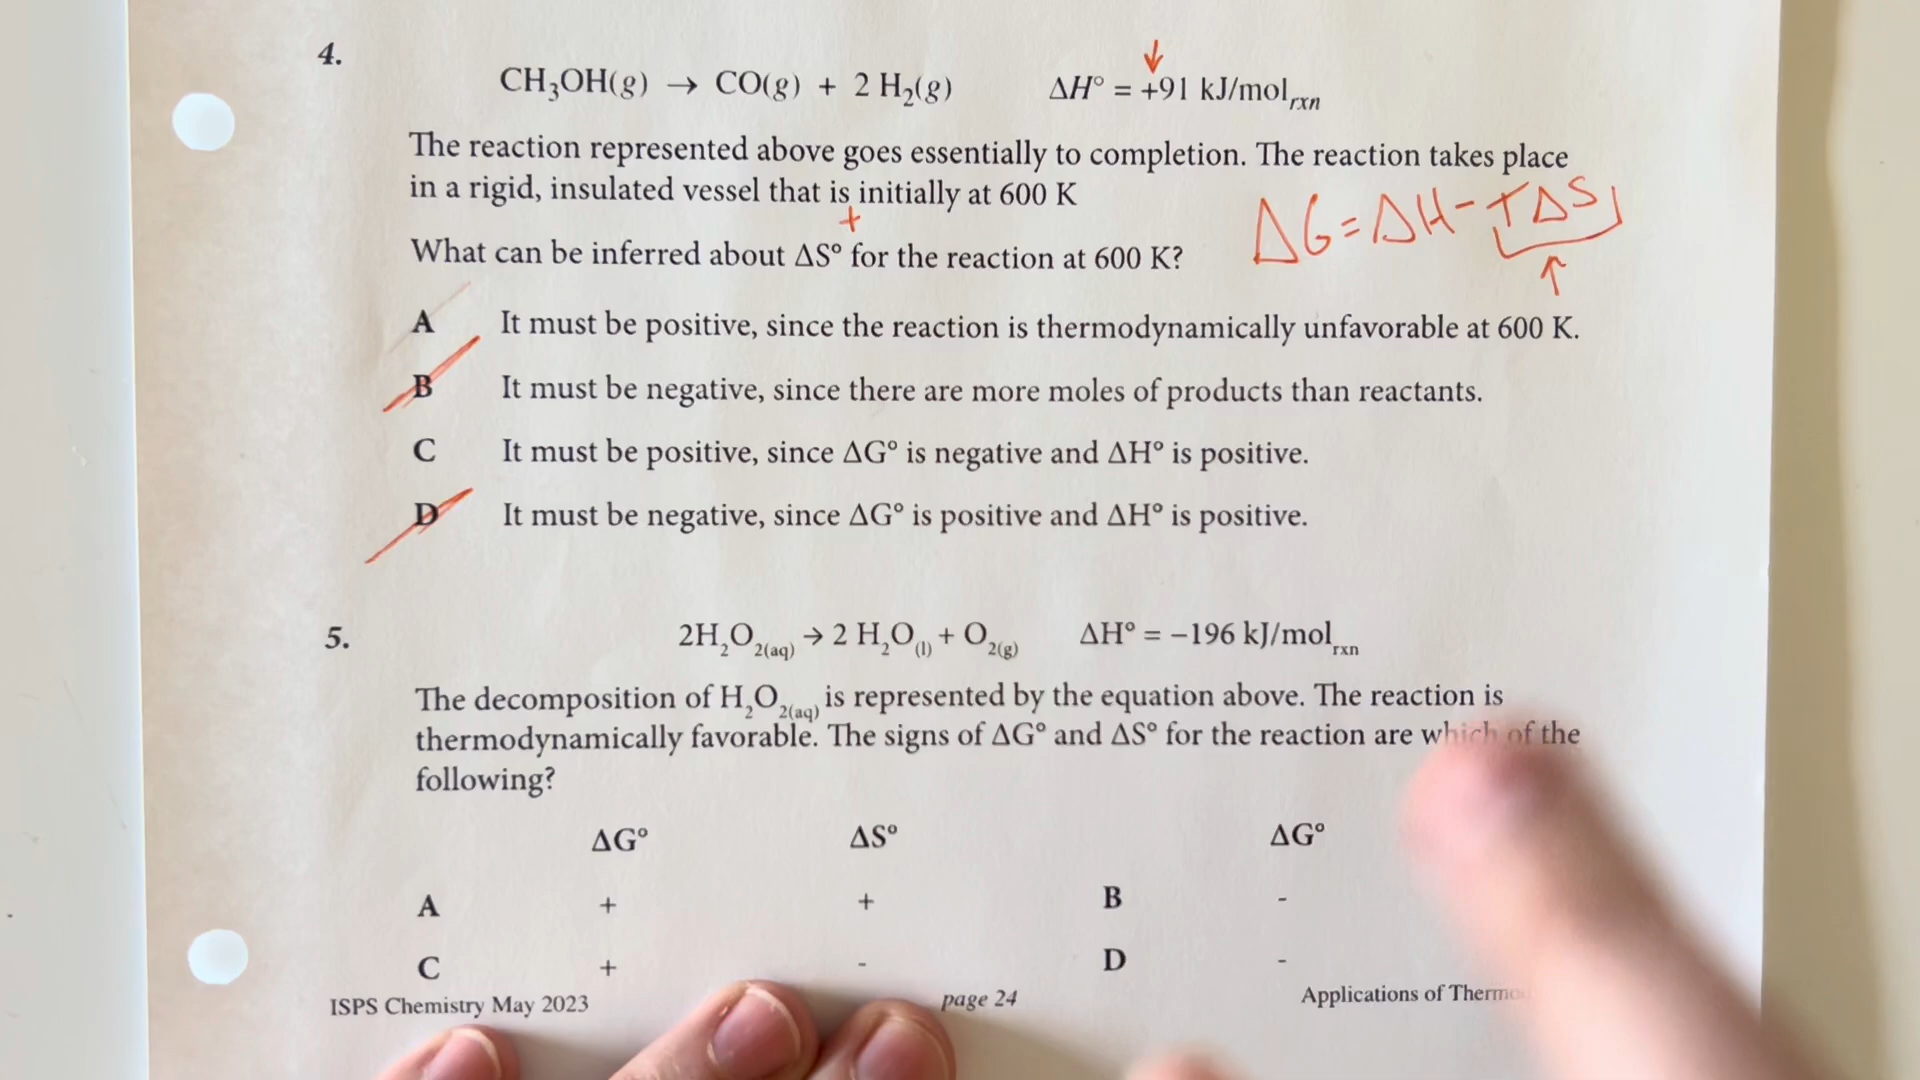 4.
CH₃OH(g) → CO(g) + 2 H₂(g) ΔH° = +91 kJ/molᵣₓₙ
The reaction represented above goes essentially to completion. The reaction takes place
in a rigid, insulated vessel that is initially at 600 K
+
ΔG = ΔH - TΔS
What can be inferred about ΔS° for the reaction at 600 K?
A It must be positive, since the reaction is thermodynamically unfavorable at 600 K.
B It must be negative, since there are more moles of products than reactants.
C It must be positive, since ΔG° is negative and ΔH° is positive.
D It must be negative, since ΔG° is positive and ΔH° is positive.
5.
2H₂O₂(aq) → 2 H₂O(l) + O₂(g) ΔH° = −196 kJ/molrxn
The decomposition of H₂O₂(aq) is represented by the equation above. The reaction is
thermodynamically favorable. The signs of ΔG° and ΔS° for the reaction are which of the
following?
ΔG° ΔS° ΔG°
A + + B -
C + - D -
ISPS Chemistry May 2023 page 24 Applications of